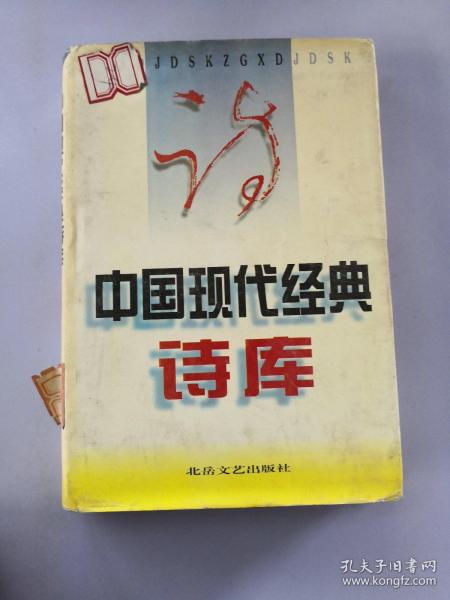 JDSKZGXDJDSK
诗
中国现代经典
诗库
北岳文艺出版社
孔夫子旧书网
www.kongfz.com